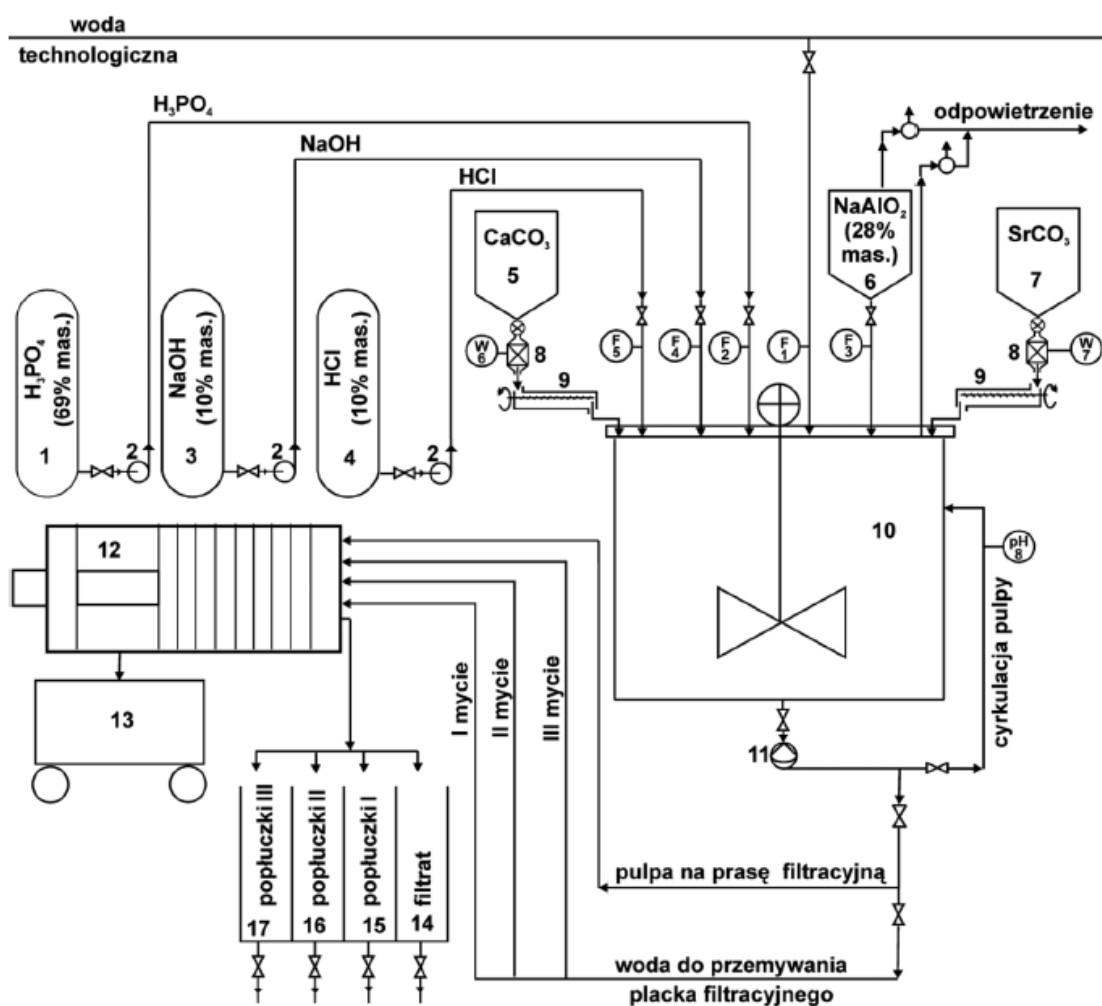 woda
technologiczna
H₃PO₄
NaOH
HCl
odpowietrzenie
CaCO₃
5
NaAlO₂
(28%
mas.)
6
SrCO₃
7
H₃PO₄
(69% mas.)
1
2
NaOH
(10% mas.)
3
2
HCl
(10% mas.)
4
2
W
6
8
9
F
5
F
4
F
2
F
1
F
3
8
W
7
9
10
pH
8
cyrkulacja pulpy
11
12
13
I mycie
II mycie
III mycie
popłuczki III
17
popłuczki II
16
popłuczki I
15
filtrat
14
pulpa na prasę filtracyjną
woda do przemywania
placka filtracyjnego